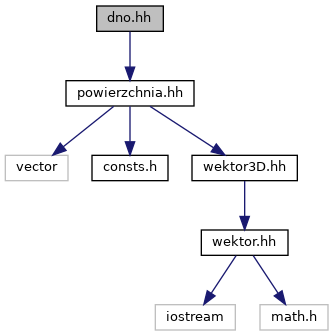 dno.hh
powierzchnia.hh
vector
consts.h
wektor3D.hh
wektor.hh
iostream
math.h